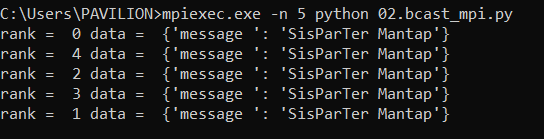 C:\Users\PAVILION>mpiexec.exe -n 5 python 02.bcast_mpi.py
rank =  0 data =  {'message ': 'SisParTer Mantap'}
rank =  4 data =  {'message ': 'SisParTer Mantap'}
rank =  2 data =  {'message ': 'SisParTer Mantap'}
rank =  3 data =  {'message ': 'SisParTer Mantap'}
rank =  1 data =  {'message ': 'SisParTer Mantap'}